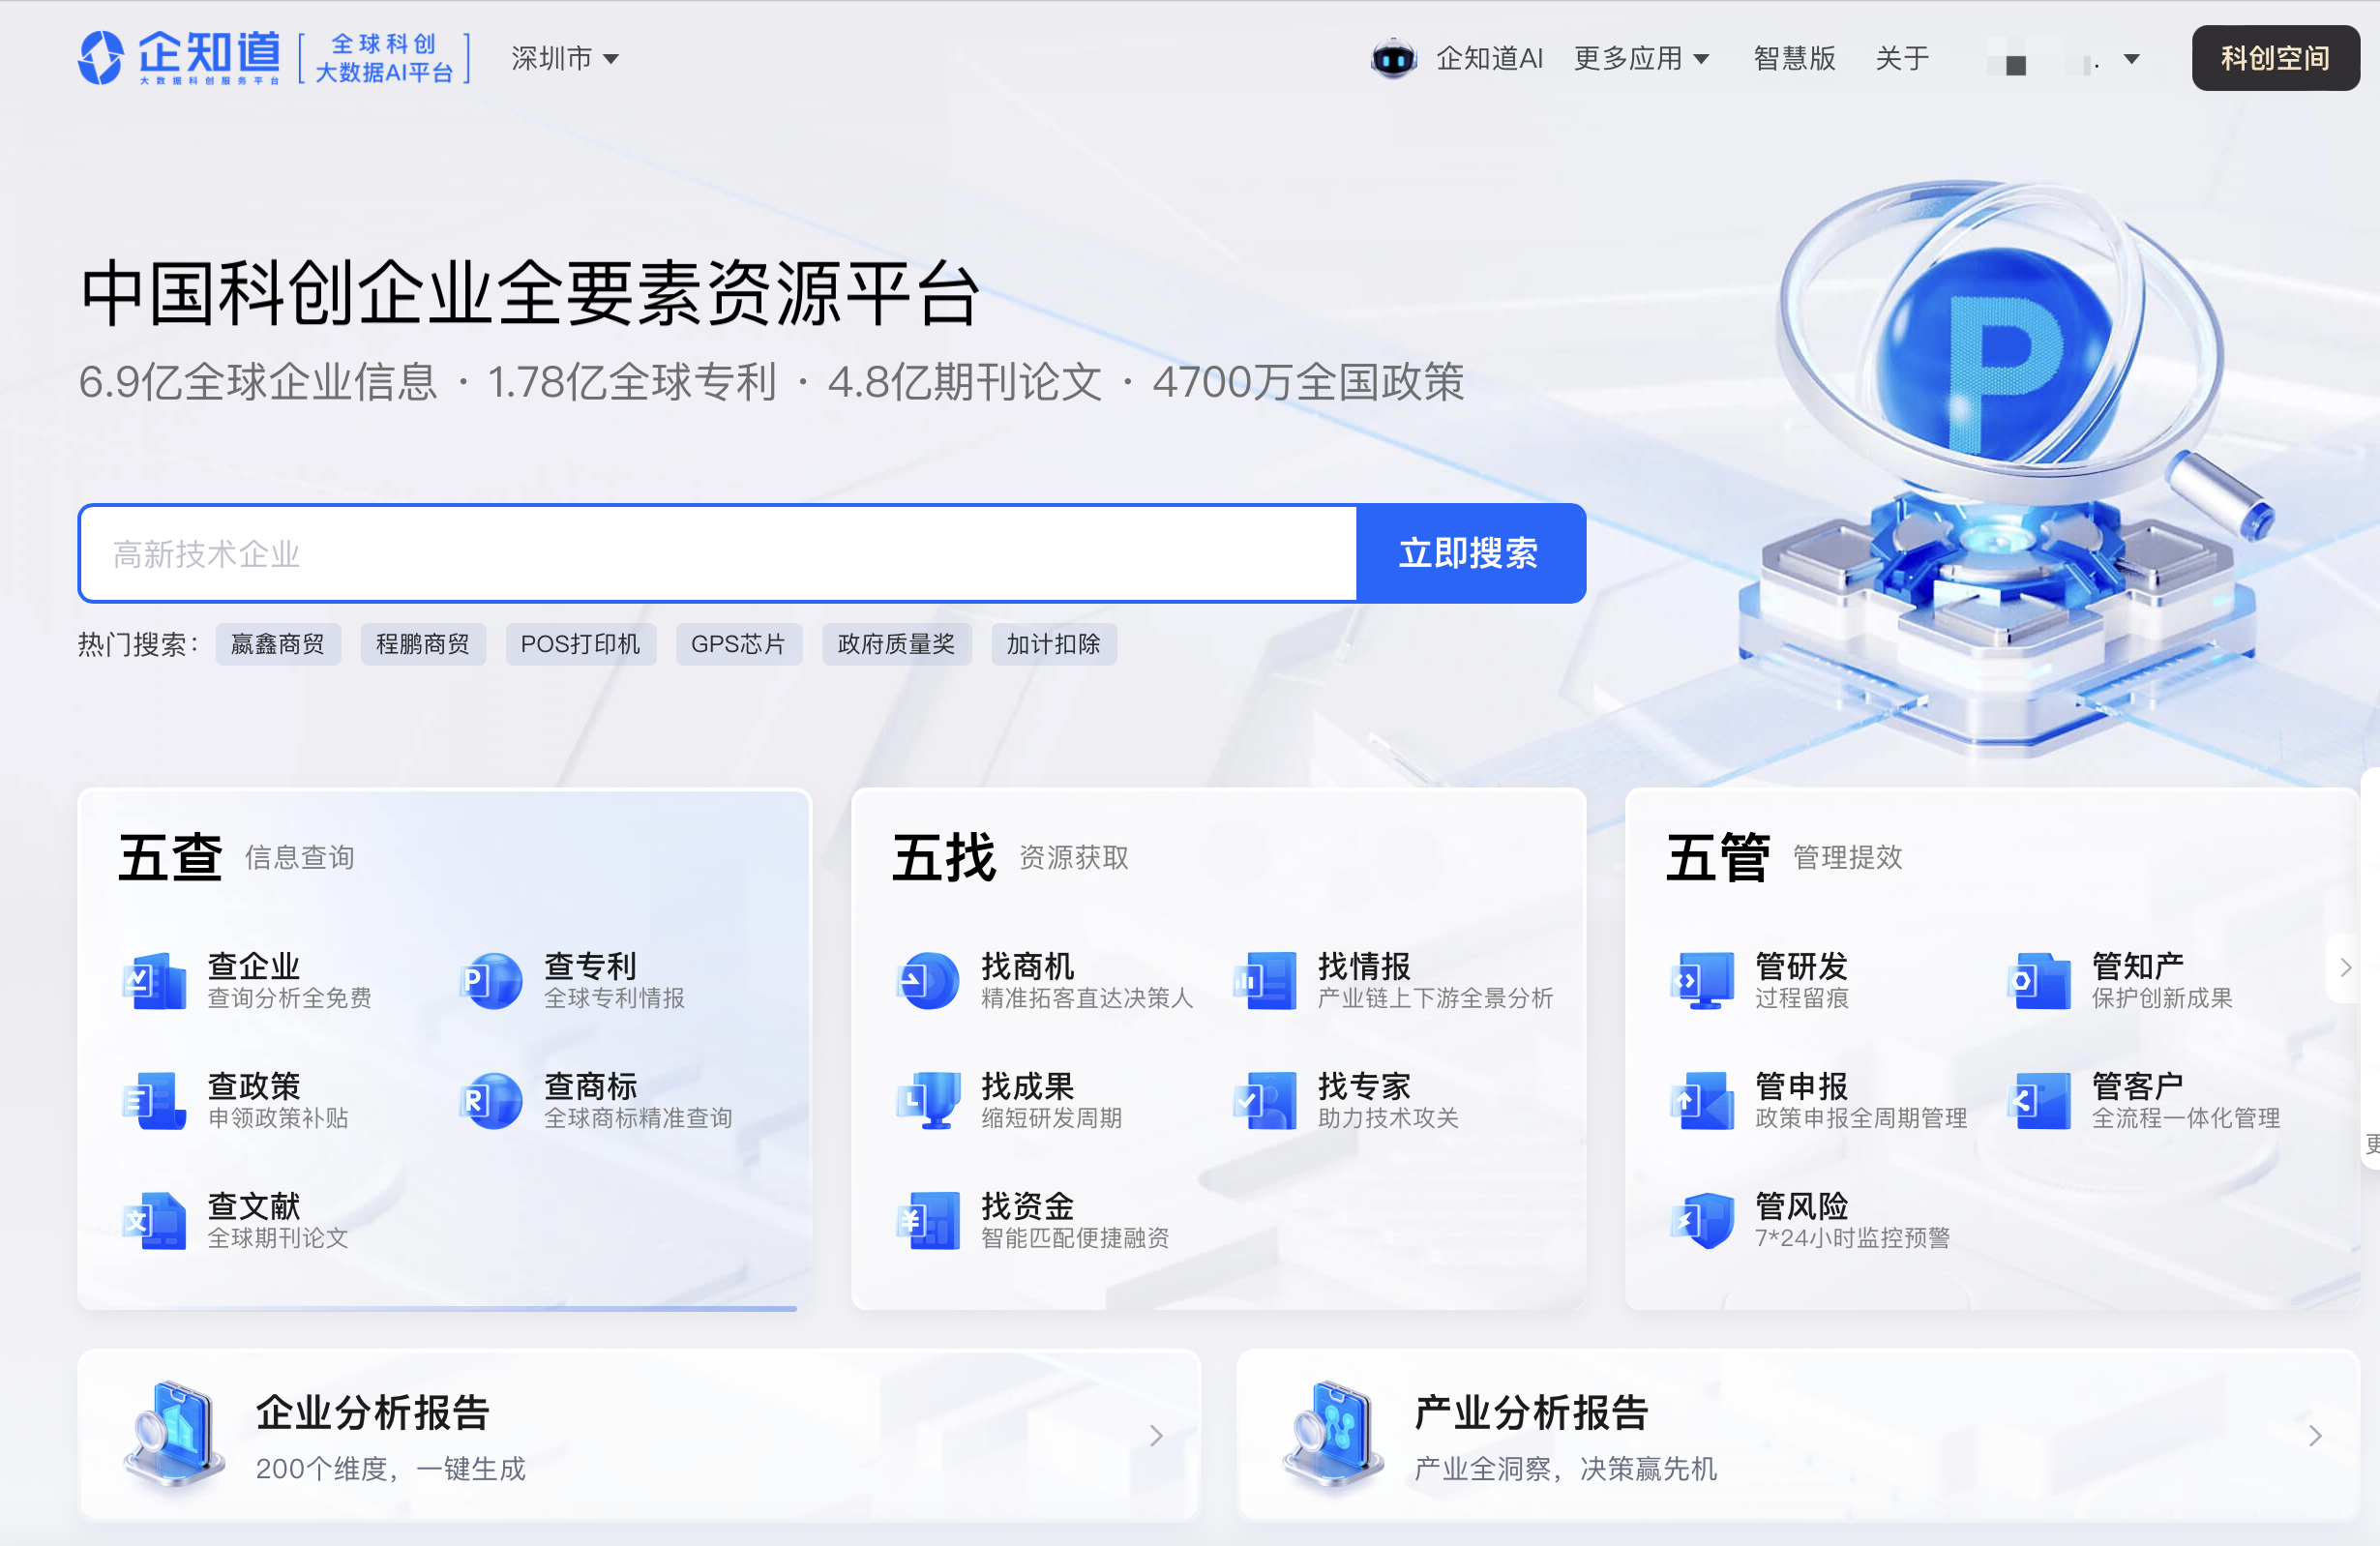 企知道
大数据科创服务平台
全球科创
大数据AI平台
深圳市
企知道AI
更多应用
智慧版
关于
科创空间
中国科创企业全要素资源平台
6.9亿全球企业信息 · 1.78亿全球专利 · 4.8亿期刊论文 · 4700万全国政策
P
高新技术企业
立即搜索
热门搜索： 嬴鑫商贸 程鹏商贸 POS打印机 GPS芯片 政府质量奖 加计扣除
五查 信息查询
查企业
查询分析全免费
查专利
全球专利情报
查政策
申领政策补贴
查商标
全球商标精准查询
查文献
全球期刊论文
五找 资源获取
找商机
精准拓客直达决策人
找情报
产业链上下游全景分析
找成果
缩短研发周期
找专家
助力技术攻关
找资金
智能匹配便捷融资
五管 管理提效
管研发
过程留痕
管知产
保护创新成果
管申报
政策申报全周期管理
管客户
全流程一体化管理
管风险
7*24小时监控预警
企业分析报告
200个维度，一键生成
产业分析报告
产业全洞察，决策赢先机